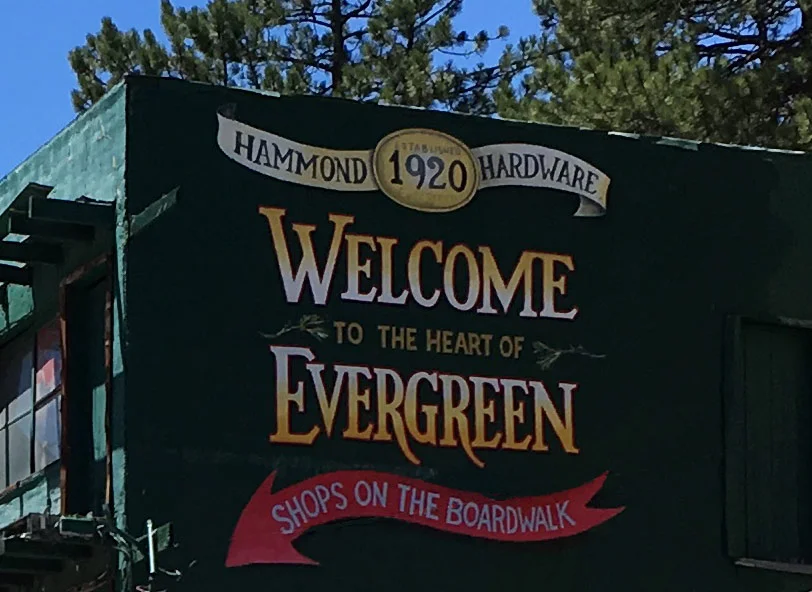 HAMMOND ESTABLISHED 1920 HARDWARE
WELCOME
TO THE HEART OF
EVERGREEN
SHOPS ON THE BOARDWALK